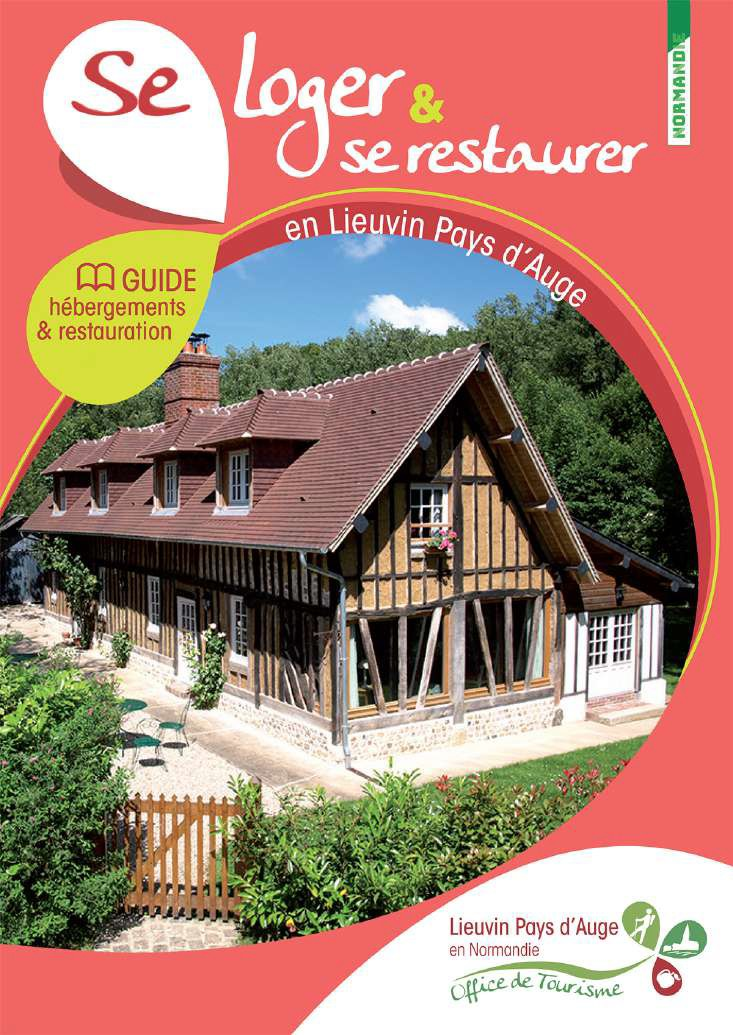 Se loger &
se restaurer
NORMANDIE
en Lieuvin Pays d'Auge
GUIDE
hébergements
& restauration
Lieuvin Pays d'Auge
en Normandie
Office de Tourisme